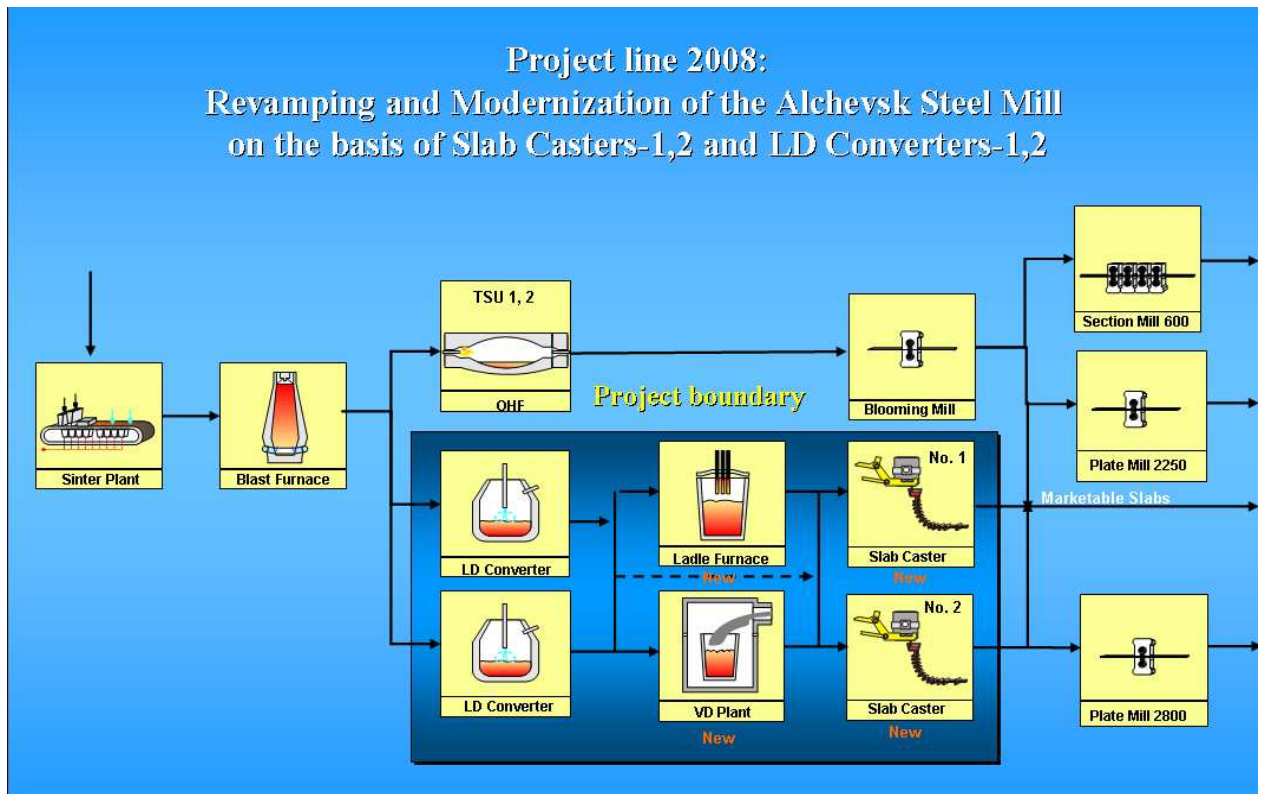 Project line 2008:
Revamping and Modernization of the Alchevsk Steel Mill
on the basis of Slab Casters-1,2 and LD Converters-1,2
Section Mill 600
TSU 1, 2
OHF
Blooming Mill
Project boundary
Sinter Plant
Blast Furnace
Plate Mill 2250
No. 1
Marketable Slabs
LD Converter
Ladle Furnace
New
Slab Caster
New
No. 2
LD Converter
VD Plant
New
Slab Caster
New
Plate Mill 2800